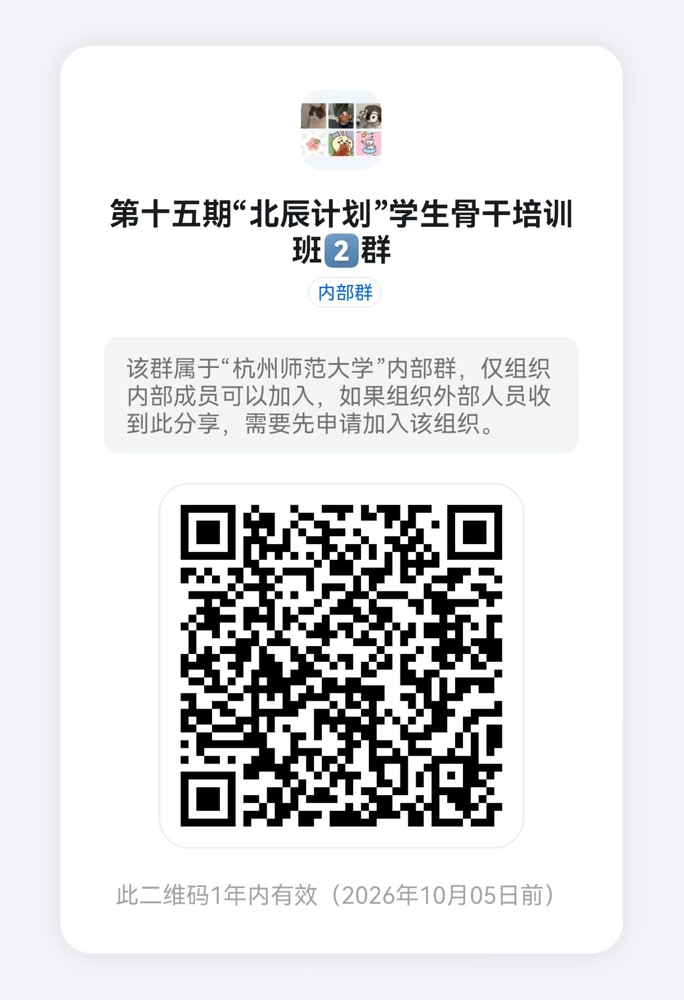 第十五期“北辰计划”学生骨干培训
班2️⃣群
内部群
该群属于“杭州师范大学”内部群，仅组织
内部成员可以加入，如果组织外部人员收
到此分享，需要先申请加入该组织。
此二维码1年内有效（2026年10月05日前）